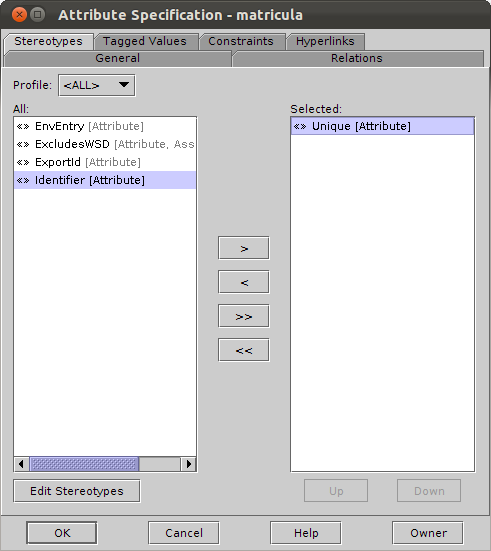 Attribute Specification - matricula
Stereotypes Tagged Values Constraints Hyperlinks
General Relations
Profile: <ALL>
All: Selected:
«» EnvEntry [Attribute]
«» ExcludesWSD [Attribute, Ass
«» ExportId [Attribute]
«» Identifier [Attribute]
«» Unique [Attribute]
>
<
>>
<<
Edit Stereotypes Up Down
OK Cancel Help Owner